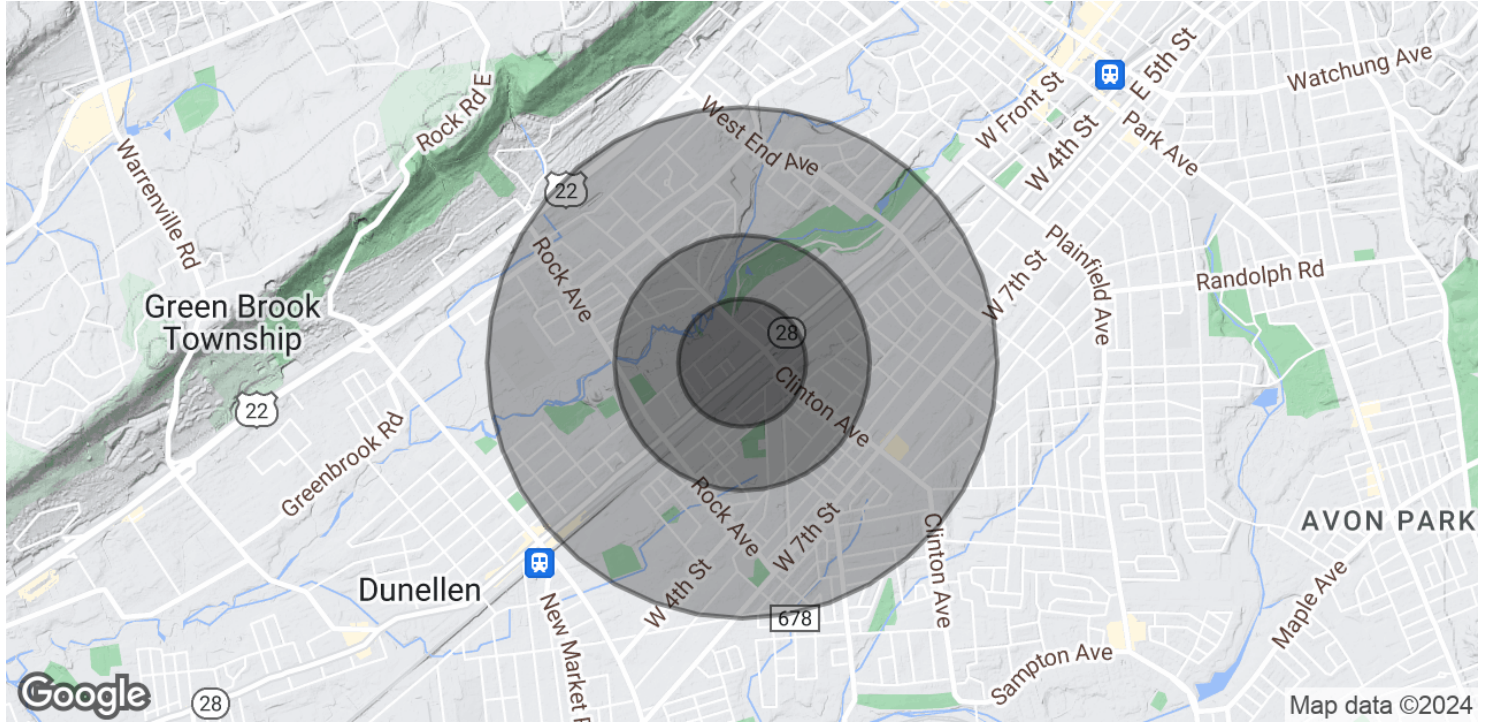 E 5th St
Watchung Ave
Rock Rd E
W Front St
West End Ave
Park Ave
W 4th St
22
Warrenville Rd
Rock Ave
Plainfield Ave
W 7th St
Randolph Rd
Green Brook
Township
28
22
Clinton Ave
Greenbrook Rd
Rock Ave
W 7th St
Clinton Ave
AVON PARK
Dunellen
W 4th St
678
New Market
Maple Ave
Sampton Ave
Google
28
Map data ©2024